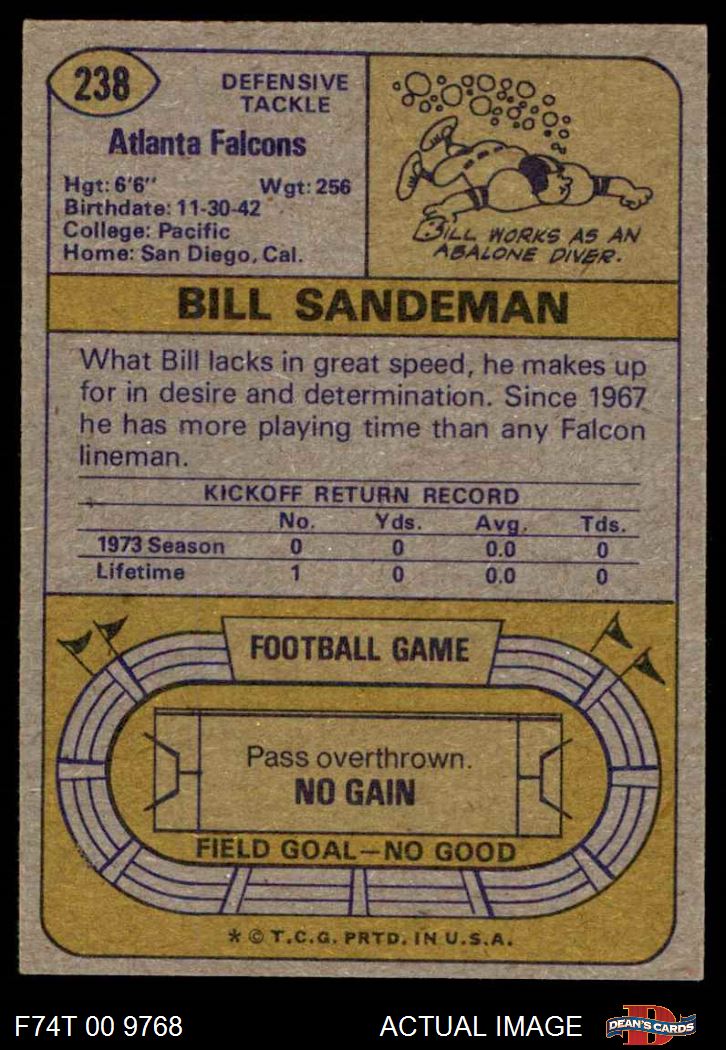 238
DEFENSIVE
TACKLE
Atlanta Falcons
Hgt: 6'6" Wgt: 256
Birthdate: 11-30-42
College: Pacific
Home: San Diego, Cal.
BILL WORKS AS AN
ABALONE DIVER.
BILL SANDEMAN
What Bill lacks in great speed, he makes up
for in desire and determination. Since 1967
he has more playing time than any Falcon
lineman.
KICKOFF RETURN RECORD
No. Yds. Avg. Tds.
1973 Season 0 0 0.0 0
Lifetime 1 0 0.0 0
FOOTBALL GAME
Pass overthrown.
NO GAIN
FIELD GOAL—NO GOOD
* © T.C.G. PRTD. IN U.S.A.
F74T 00 9768 ACTUAL IMAGE D DEAN'S CARDS